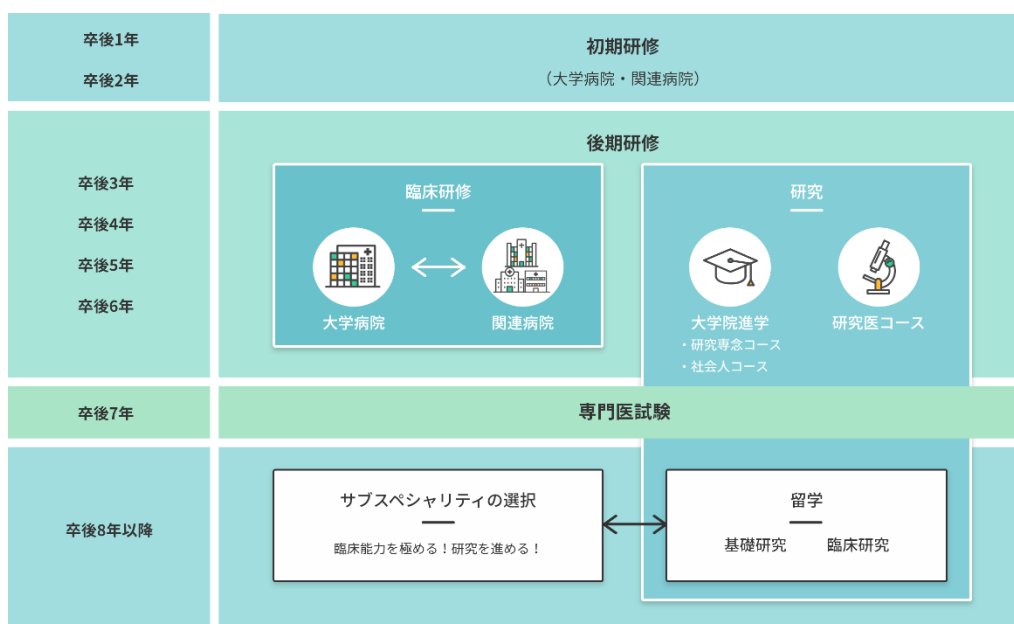 卒後1年
卒後2年
初期研修
（大学病院・関連病院）
後期研修
卒後3年
卒後4年
卒後5年
卒後6年
臨床研修
大学病院
関連病院
研究
大学院進学
・研究専念コース
・社会人コース
研究医コース
卒後7年
専門医試験
卒後8年以降
サブスペシャリティの選択
臨床能力を極める！研究を進める！
留学
基礎研究 臨床研究